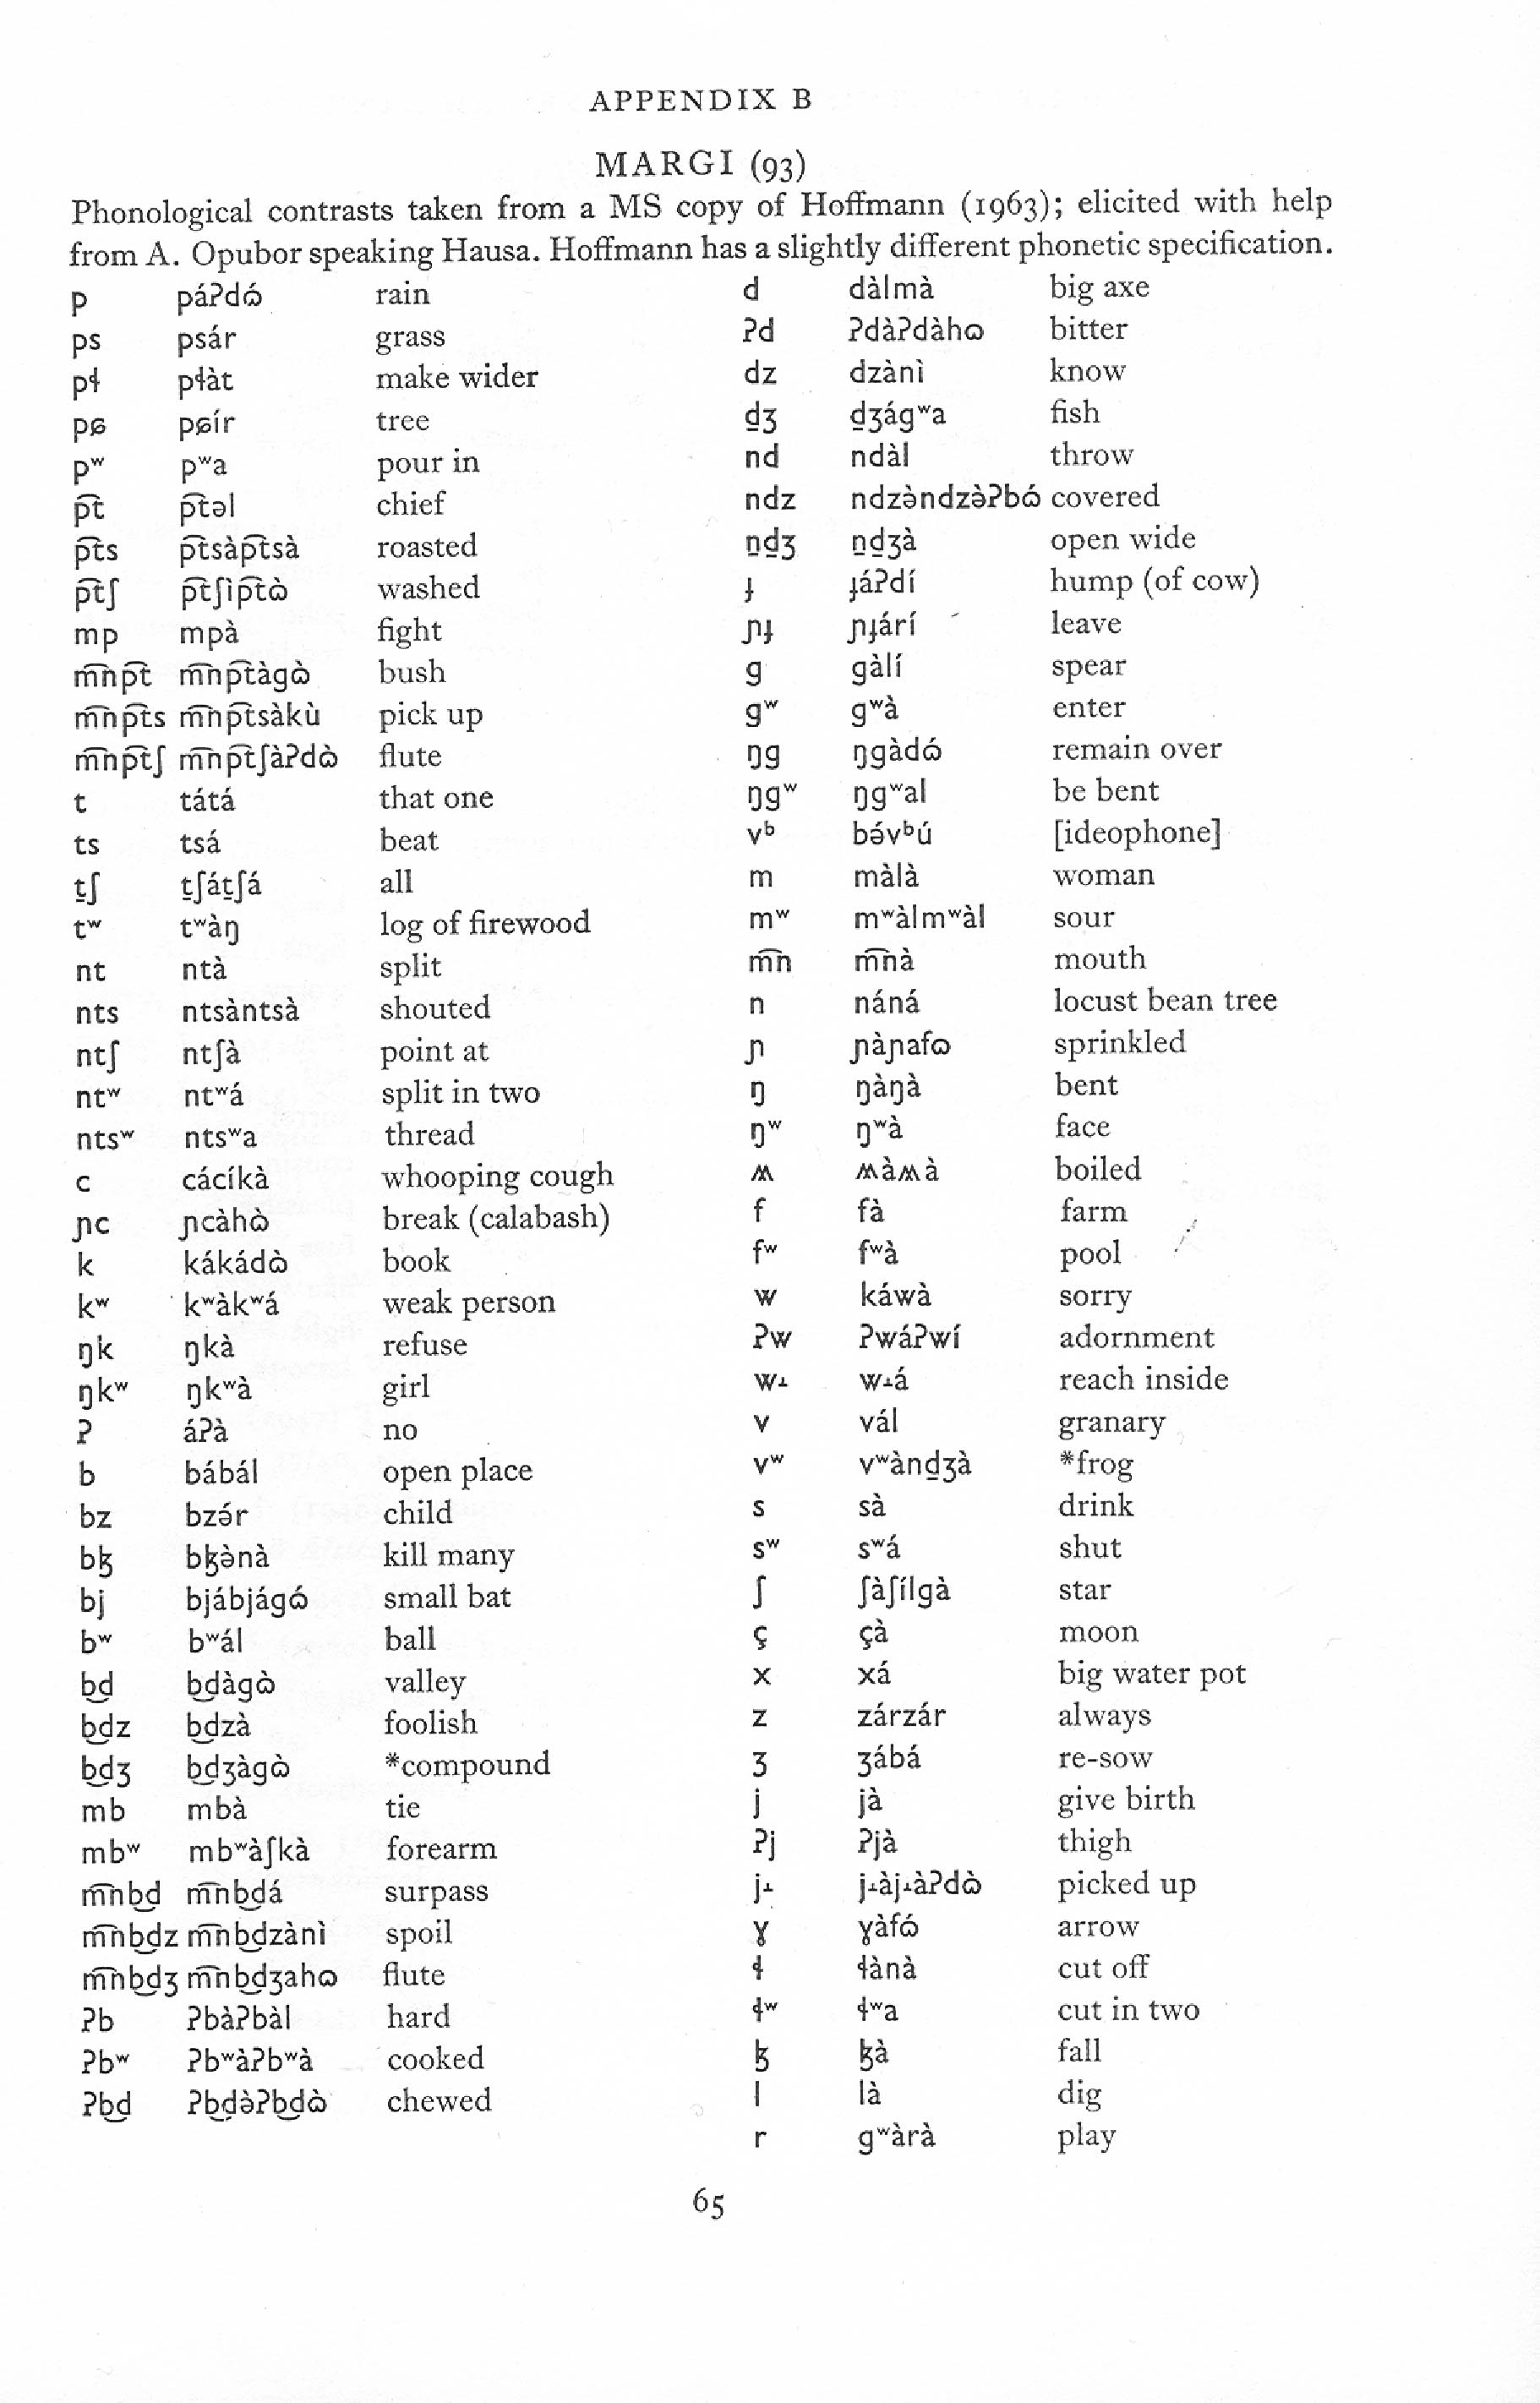 APPENDIX B
MARGI (93)
Phonological contrasts taken from a MS copy of Hoffmann (1963); elicited with help
from A. Opubor speaking Hausa. Hoffmann has a slightly different phonetic specification.
p páʔdɷ́ rain
ps psár grass
pɬ pɬàt make wider
pɕ pɕír tree
pʷ pʷa pour in
p͡t p͡təl chief
p͡ts p͡tsàp͡tsà roasted
p͡tʃ p͡tʃìp͡tɷ̀ washed
mp mpà fight
m͡np͡t m͡np͡tàgɷ̀ bush
m͡np͡ts m͡np͡tsàkù pick up
m͡np͡tʃ m͡np͡tʃàʔdɷ̀ flute
t tátá that one
ts tsá beat
t̠ʃ t̠ʃát̠ʃá all
tʷ tʷàŋ log of firewood
nt ntà split
nts ntsàntsà shouted
ntʃ ntʃà point at
ntʷ ntʷá split in two
ntsʷ ntsʷa thread
c cácíkà whooping cough
ɲc ɲcàhɷ̀ break (calabash)
k kákádɷ̀ book
kʷ kʷàkʷá weak person
ŋk ŋkà refuse
ŋkʷ ŋkʷà girl
ʔ áʔà no
b bábál open place
bz bzə́r child
bɮ bɮə̀nà kill many
bj bjábjágɷ́ small bat
bʷ bʷál ball
b͜d b͜dàgɷ̀ valley
b͜dz b͜dzà foolish
b͜dʒ b͜dʒàgɷ̀ *compound
mb mbà tie
mbʷ mbʷàʃkà forearm
m͡nb͜d m͡nb͜dá surpass
m͡nb͜dz m͡nb͜dzànì spoil
m͡nb͜dʒ m͡nb͜dʒahɷ flute
ʔb ʔbàʔbàl hard
ʔbʷ ʔbʷàʔbʷà cooked
ʔb͜d ʔb͜də̀ʔb͜dɷ̀ chewed
d dàlmà big axe
ʔd ʔdàʔdàhɷ bitter
dz dzànì know
d̠ʒ d̠ʒágʷa fish
nd ndàl throw
ndz ndzə̀ndzə̀ʔbɷ́ covered
n̠d̠ʒ n̠d̠ʒà open wide
ɟ ɟáʔdí hump (of cow)
ɲɟ ɲɟárí leave
g gàlí spear
gʷ gʷà enter
ŋg ŋgàdɷ́ remain over
ŋgʷ ŋgʷal be bent
vᵇ bə́vᵇú [ideophone]
m màlà woman
mʷ mʷàlmʷàl sour
m͡n m͡nà mouth
n náná locust bean tree
ɲ ɲàɲafɷ sprinkled
ŋ ŋàŋà bent
ŋʷ ŋʷà face
ʍ ʍàʍà boiled
f fà farm
fʷ fʷà pool
w káwà sorry
ʔw ʔwáʔwí adornment
w˔ w˔á reach inside
v vál granary
vʷ vʷànd̠ʒà *frog
s sà drink
sʷ sʷá shut
ʃ ʃàʃílgà star
ç çà moon
x xá big water pot
z zárzár always
ʒ ʒábá re-sow
j jà give birth
ʔj ʔjà thigh
j˔ j˔àj˔àʔdɷ̀ picked up
ɣ ɣàfɷ́ arrow
ɬ ɬànà cut off
ɬʷ ɬʷa cut in two
ɮ ɮà fall
l là dig
r gʷàrà play
65